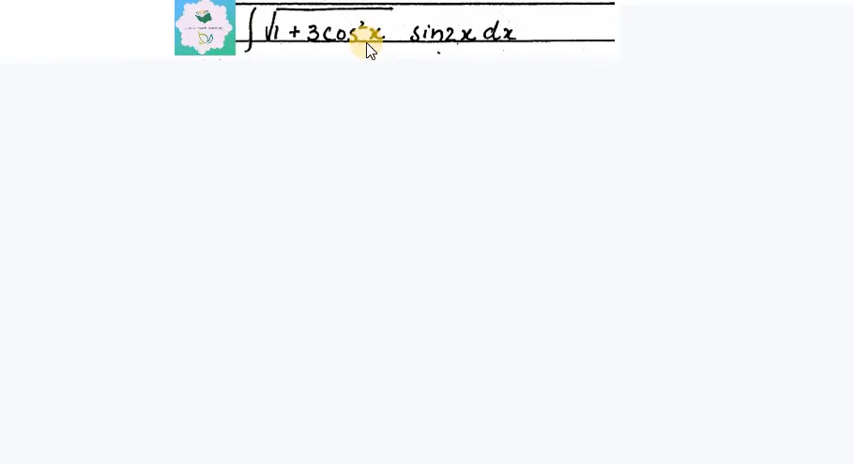 ∫ √1 + 3cos²x sin2x dx